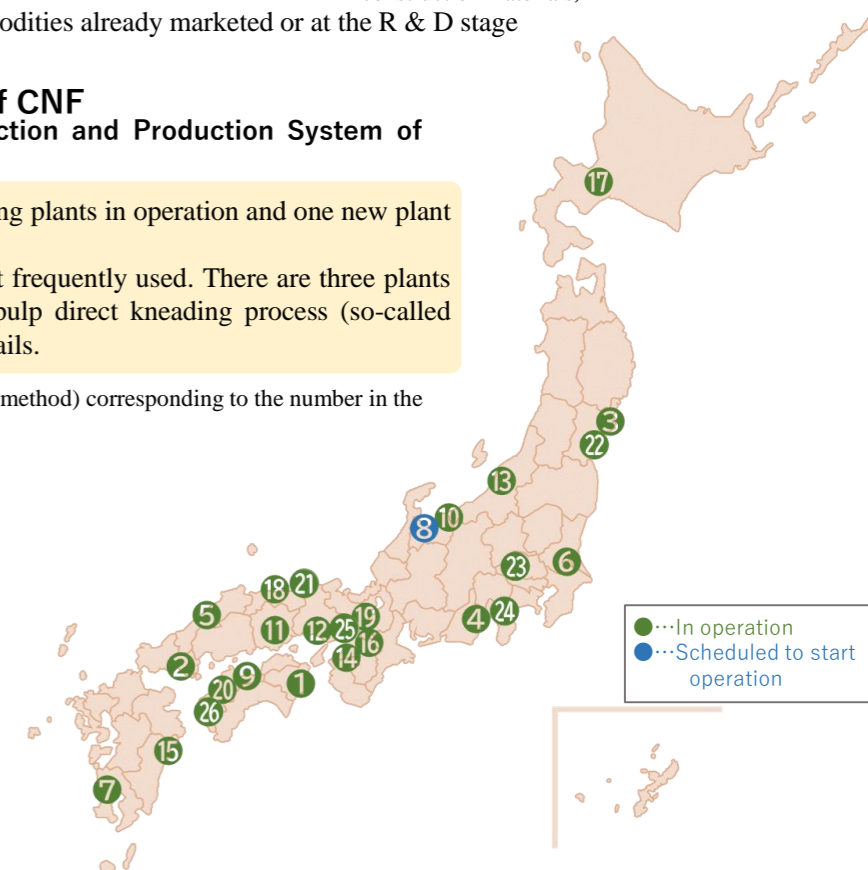 odities already marketed or at the R & D stage
f CNF
ction and Production System of
ng plants in operation and one new plant
t frequently used. There are three plants
pulp direct kneading process (so-called
ails.
method) corresponding to the number in the
17
3
22
13
10
8
23
6
18
21
5
4
24
19
11
12
25
16
14
2
9
20
1
26
15
7
●⋯In operation
●⋯Scheduled to start
operation